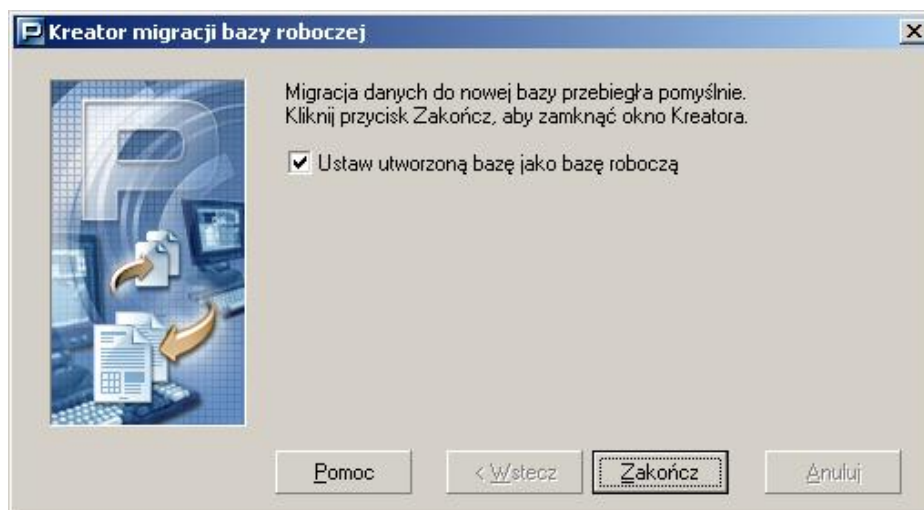 Kreator migracji bazy roboczej
Migracja danych do nowej bazy przebiegła pomyślnie.
Kliknij przycisk Zakończ, aby zamknąć okno Kreatora.
Ustaw utworzoną bazę jako bazę roboczą
Pomoc
< Wstecz
Zakończ
Anuluj